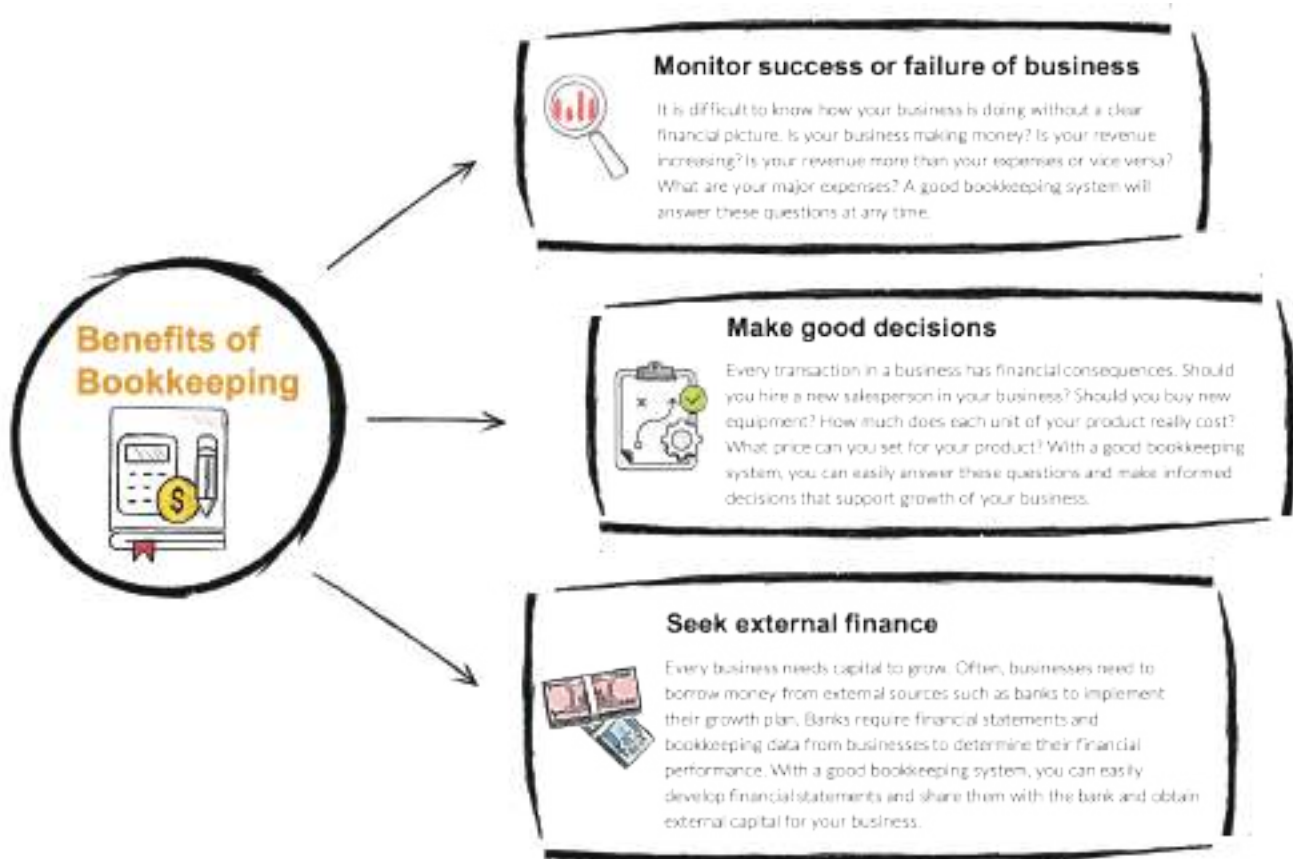 Benefits of
Bookkeeping
Monitor success or failure of business
It is difficult to know how your business is doing without a clear
financial picture. Is your business making money? Is your revenue
increasing? Is your revenue more than your expenses or vice versa?
What are your major expenses? A good bookkeeping system will
answer these questions at any time.
Make good decisions
Every transaction in a business has financial consequences. Should
you hire a new salesperson in your business? Should you buy new
equipment? How much does each unit of your product really cost?
What price can you set for your product? With a good bookkeeping
system, you can easily answer these questions and make informed
decisions that support growth of your business.
Seek external finance
Every business needs capital to grow. Often, businesses need to
borrow money from external sources such as banks to implement
their growth plan. Banks require financial statements and
bookkeeping data from businesses to determine their financial
performance. With a good bookkeeping system, you can easily
develop financial statements and share them with the bank and obtain
external capital for your business.